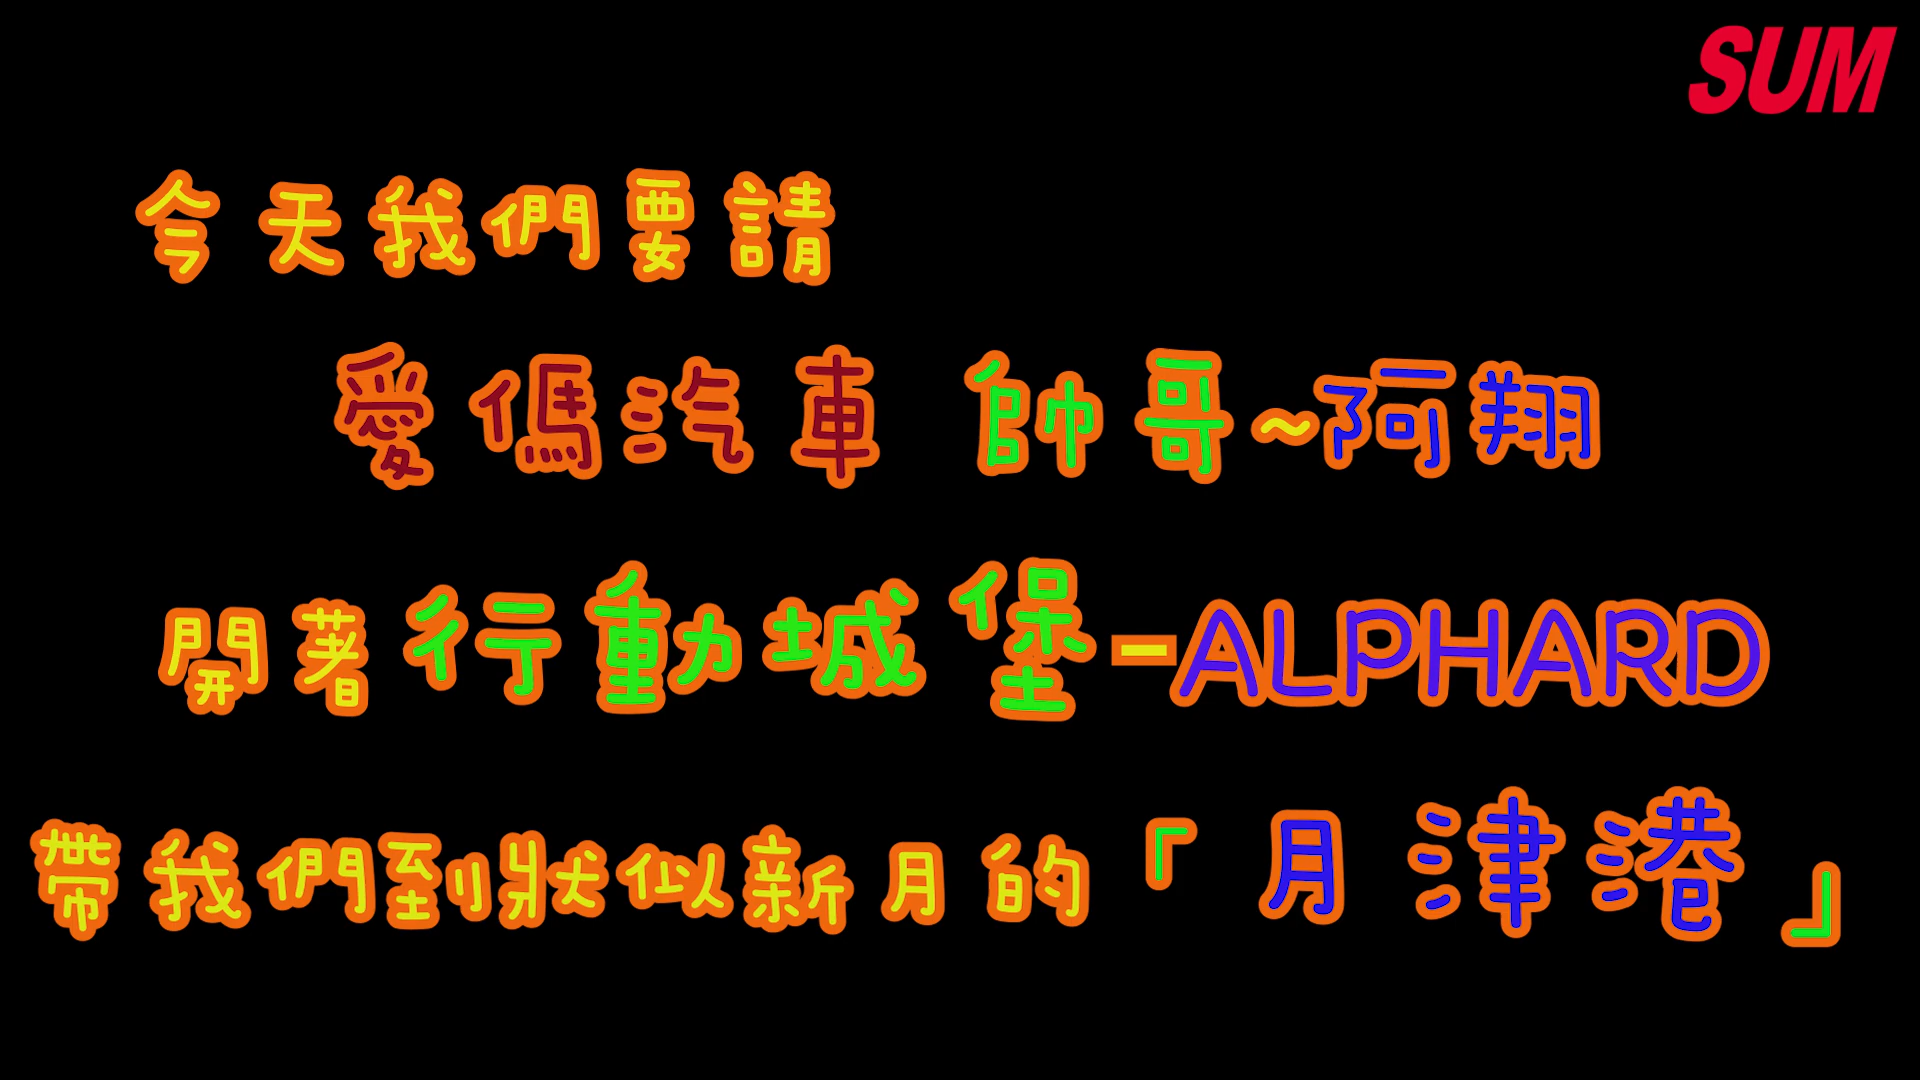 SUM
今天我們要請
愛傌汽車 帥哥~阿翔
開著行動城堡-ALPHARD
帶我們到狀似新月的「月津港」